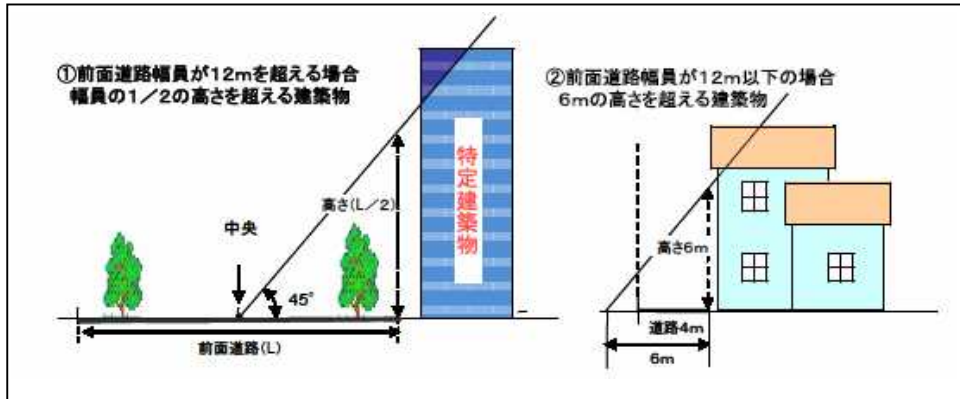 ①前面道路幅員が12mを超える場合
幅員の1/2の高さを超える建築物
②前面道路幅員が12m以下の場合
6mの高さを超える建築物
特定建築物
高さ(L/2)
中央
45°
前面道路(L)
高さ6m
道路4m
6m